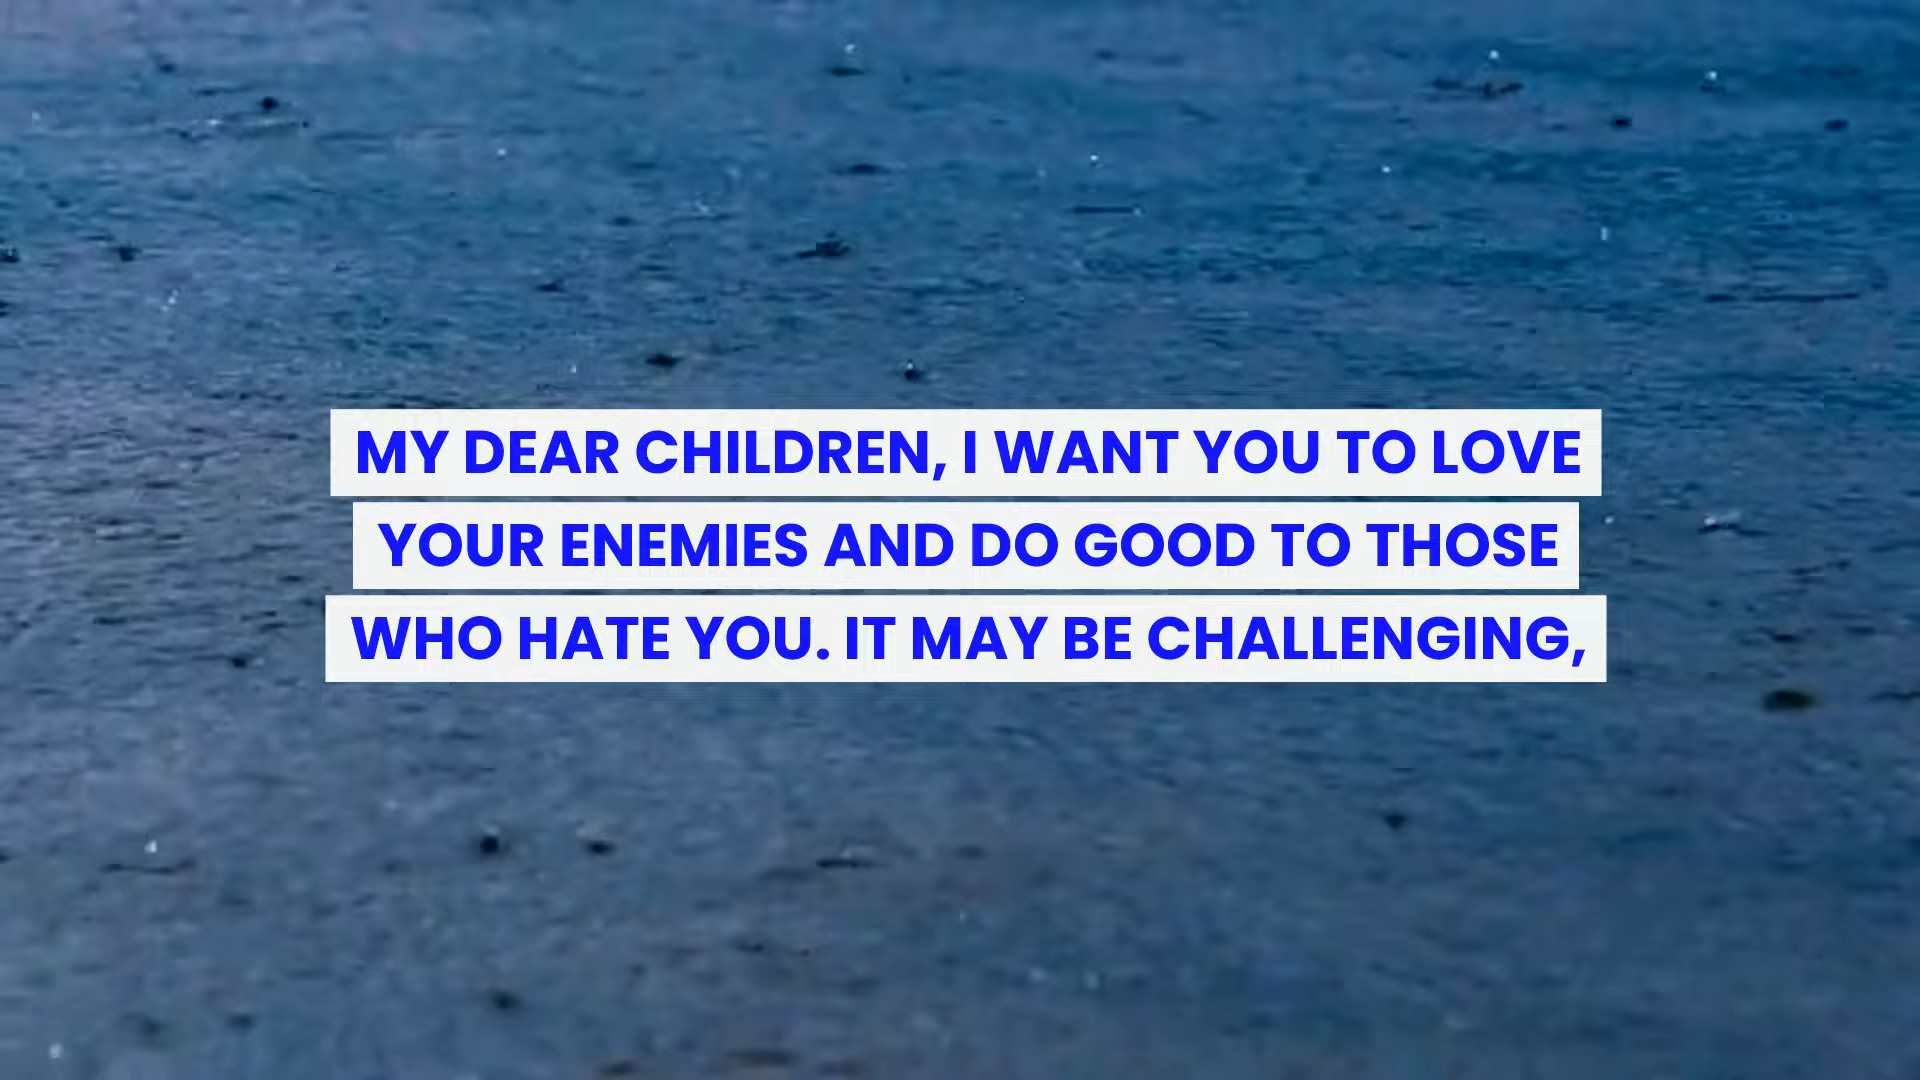 MY DEAR CHILDREN, I WANT YOU TO LOVE
YOUR ENEMIES AND DO GOOD TO THOSE
WHO HATE YOU. IT MAY BE CHALLENGING,